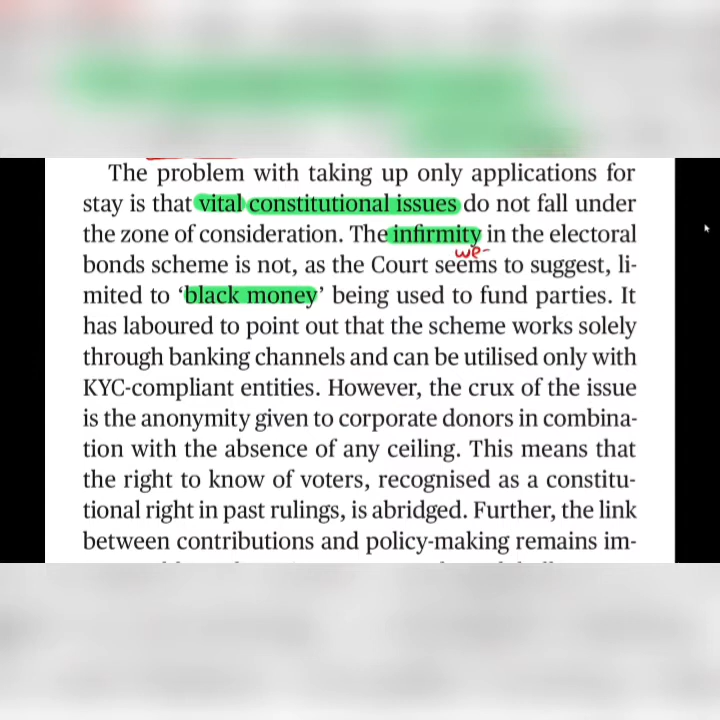 The problem with taking up only applications for
stay is that vital constitutional issues do not fall under
the zone of consideration. The infirmity in the electoral
we-
bonds scheme is not, as the Court seems to suggest, li-
mited to ‘black money’ being used to fund parties. It
has laboured to point out that the scheme works solely
through banking channels and can be utilised only with
KYC-compliant entities. However, the crux of the issue
is the anonymity given to corporate donors in combina-
tion with the absence of any ceiling. This means that
the right to know of voters, recognised as a constitu-
tional right in past rulings, is abridged. Further, the link
between contributions and policy-making remains im-